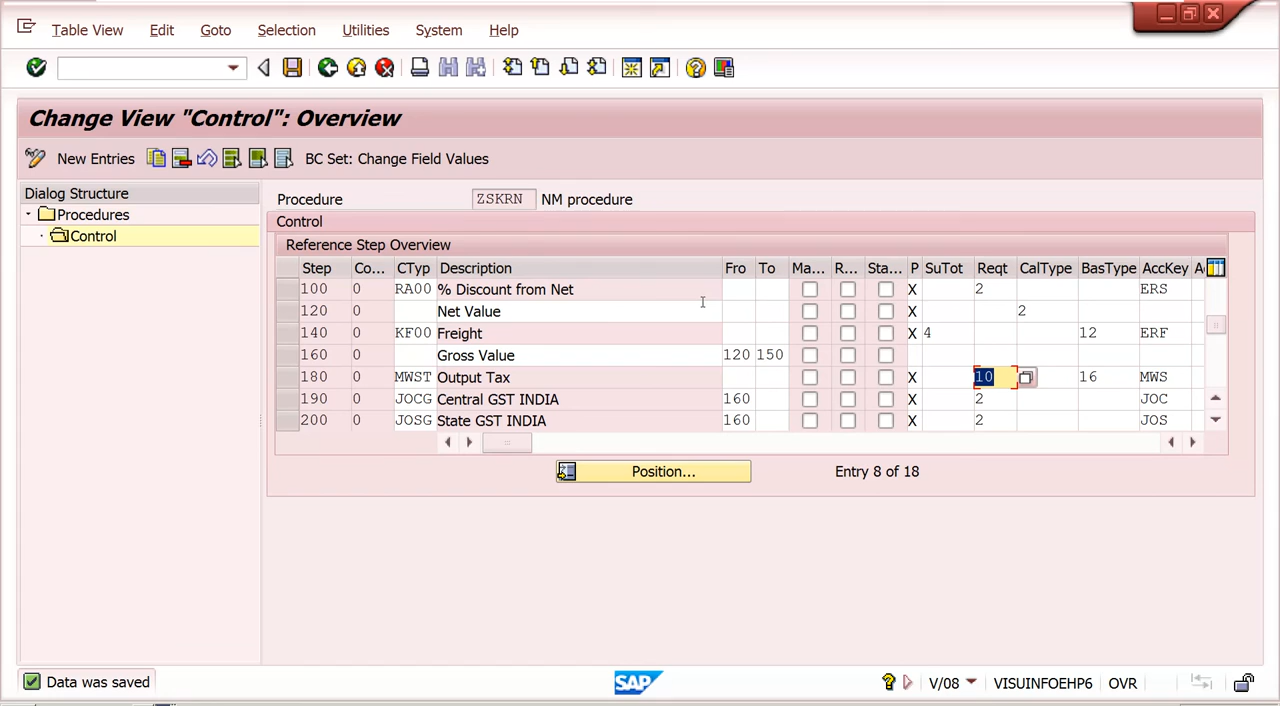 Table View Edit Goto Selection Utilities System Help
Change View "Control": Overview
New Entries BC Set: Change Field Values
Dialog Structure
Procedures
Control
Procedure ZSKRN NM procedure
Control
Reference Step Overview
Step Co... CTyp Description Fro To Ma... R... Sta... P SuTot Reqt CalType BasType AccKey
100 0 RA00 % Discount from Net X 2 ERS
120 0 Net Value X 2
140 0 KF00 Freight X 4 12 ERF
160 0 Gross Value 120 150 X
180 0 MWST Output Tax X 10 16 MWS
190 0 JOCG Central GST INDIA 160 X 2 JOC
200 0 JOSG State GST INDIA 160 X 2 JOS
Position... Entry 8 of 18
Data was saved SAP V/08 VISUINFOEHP6 OVR